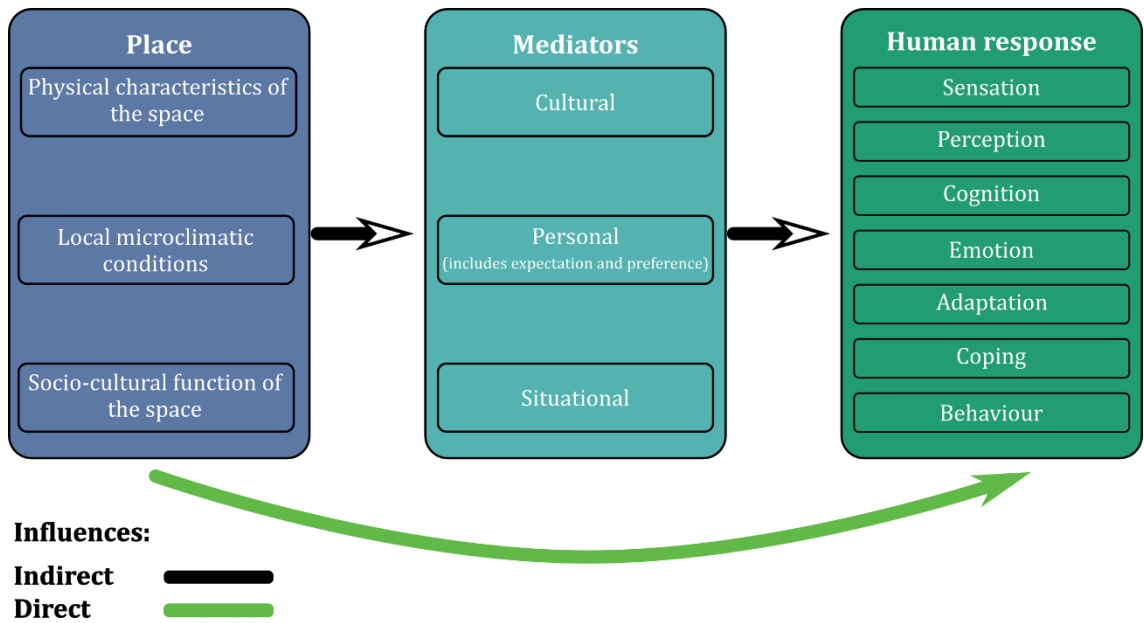 Place
Physical characteristics of
the space
Local microclimatic
conditions
Socio-cultural function of
the space
Mediators
Cultural
Personal
(includes expectation and preference)
Situational
Human response
Sensation
Perception
Cognition
Emotion
Adaptation
Coping
Behaviour
Influences:
Indirect
Direct